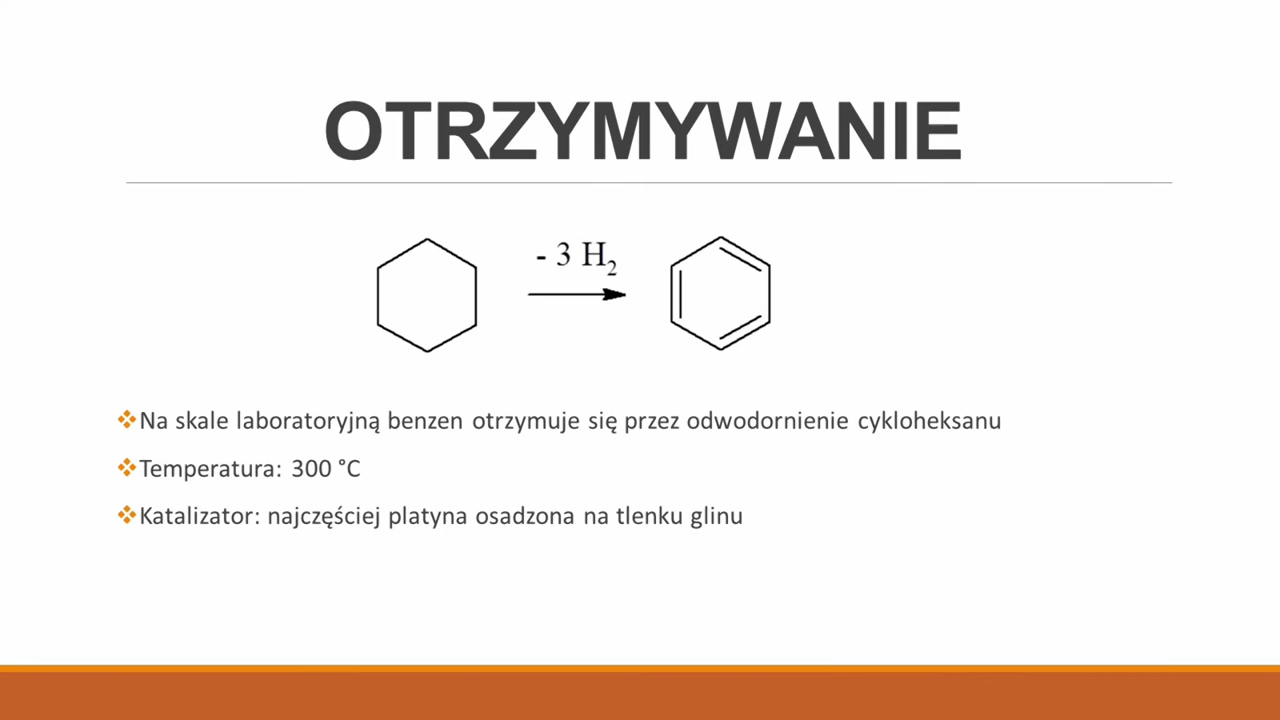 OTRZYMYWANIE
- 3 H₂
Na skale laboratoryjną benzen otrzymuje się przez odwodornienie cykloheksanu
Temperatura: 300 °C
Katalizator: najczęściej platyna osadzona na tlenku glinu